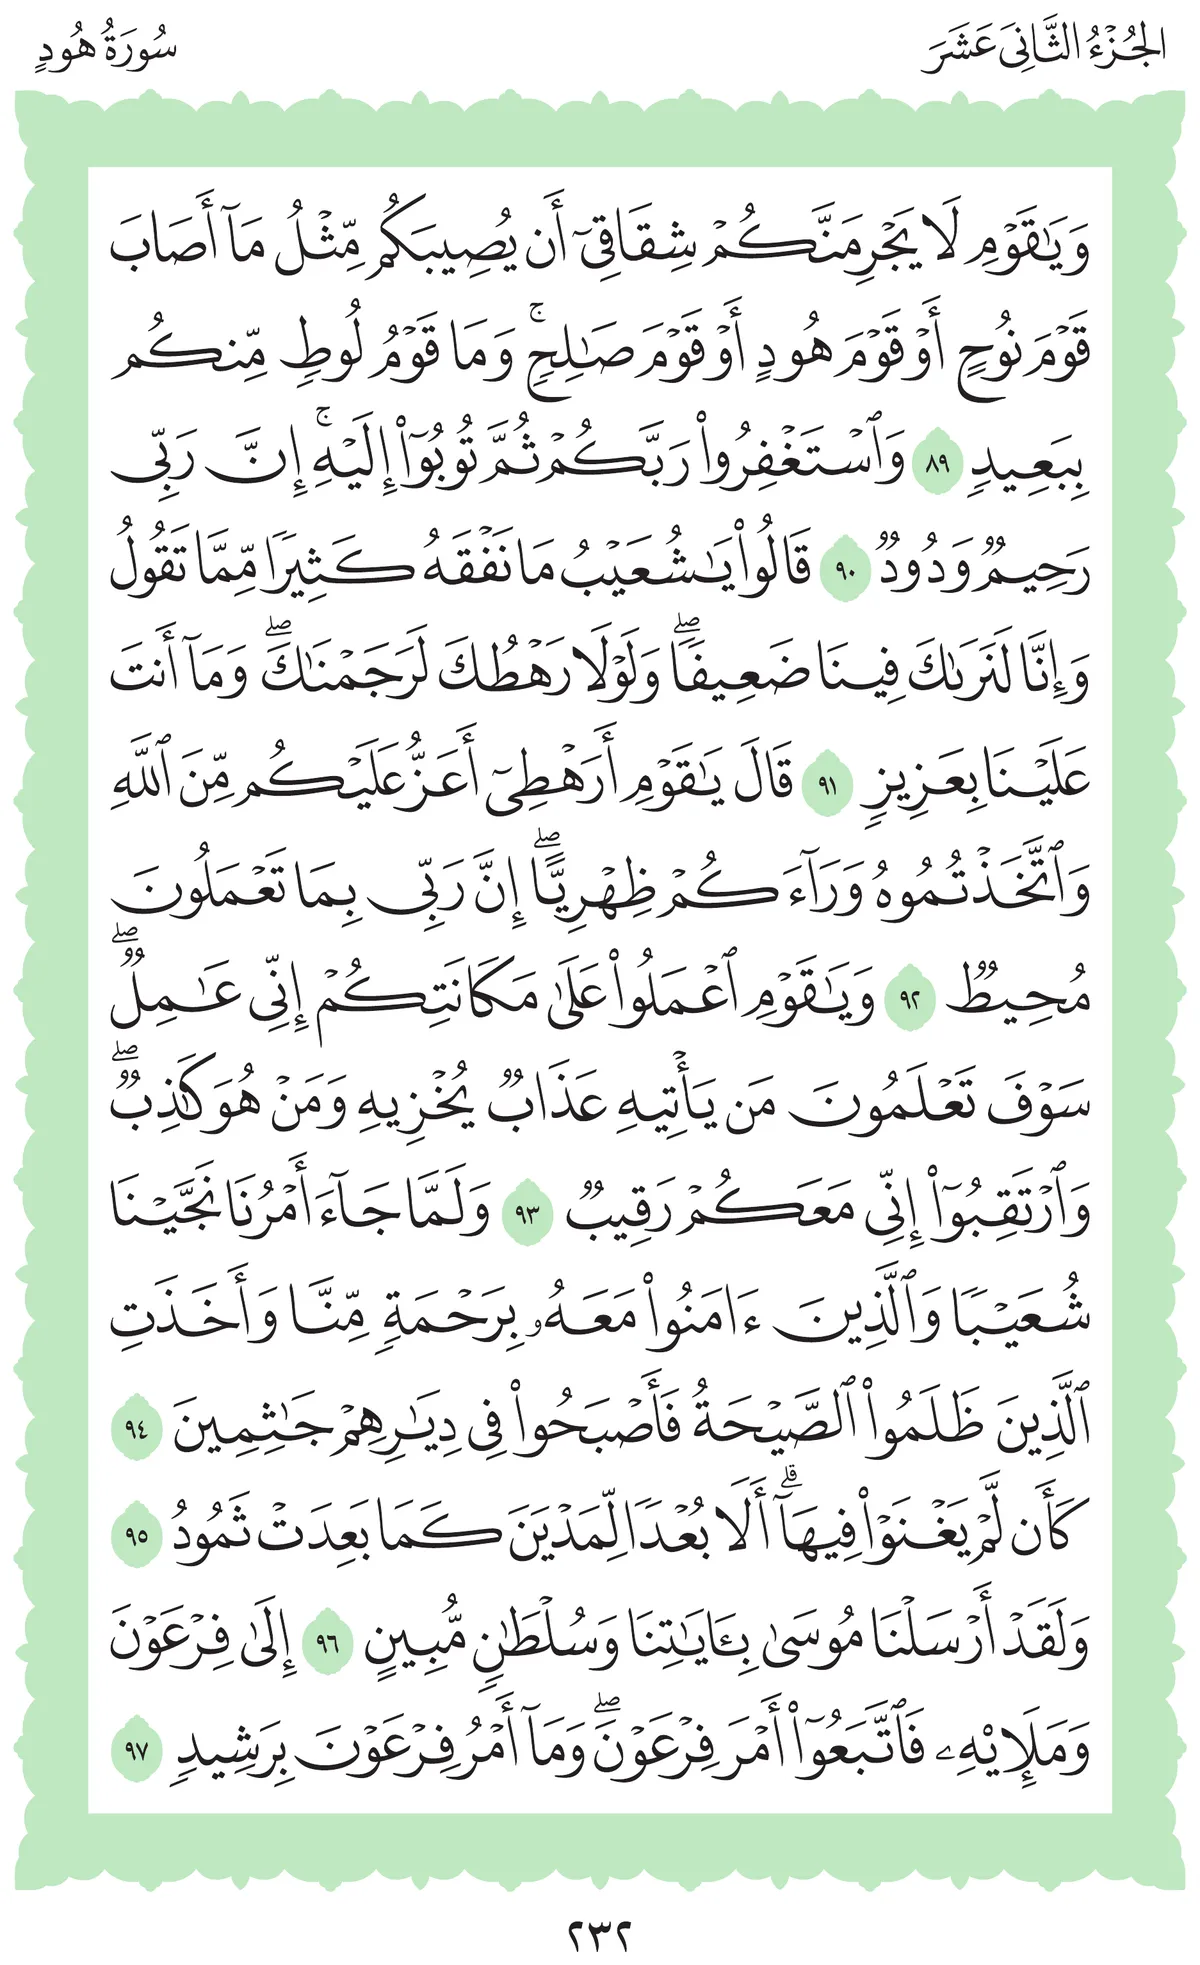 الجُزْءُ الثَّانِيَ عَشَرَ
سُورَةُ هُودٍ
وَيَٰقَوْمِ لَا يَجْرِمَنَّكُمْ شِقَاقِىٓ أَن يُصِيبَكُم مِّثْلُ مَآ أَصَابَ
قَوْمَ نُوحٍ أَوْ قَوْمَ هُودٍ أَوْ قَوْمَ صَٰلِحٍۚ وَمَا قَوْمُ لُوطٍ مِّنكُم
بِبَعِيدٍ ٨٩ وَٱسْتَغْفِرُوا۟ رَبَّكُمْ ثُمَّ تُوبُوٓا۟ إِلَيْهِۚ إِنَّ رَبِّى
رَحِيمٌ وَدُودٌ ٩٠ قَالُوا۟ يَٰشُعَيْبُ مَا نَفْقَهُ كَثِيرًا مِّمَّا تَقُولُ
وَإِنَّا لَنَرَىٰكَ فِينَا ضَعِيفًاۖ وَلَوْلَا رَهْطُكَ لَرَجَمْنَٰكَۖ وَمَآ أَنتَ
عَلَيْنَا بِعَزِيزٍ ٩١ قَالَ يَٰقَوْمِ أَرَهْطِىٓ أَعَزُّ عَلَيْكُم مِّنَ ٱللَّهِ
وَٱتَّخَذْتُمُوهُ وَرَآءَكُمْ ظِهْرِيًّاۖ إِنَّ رَبِّى بِمَا تَعْمَلُونَ
مُحِيطٌ ٩٢ وَيَٰقَوْمِ ٱعْمَلُوا۟ عَلَىٰ مَكَانَتِكُمْ إِنِّى عَٰمِلٌۖ
سَوْفَ تَعْلَمُونَ مَن يَأْتِيهِ عَذَابٌ يُخْزِيهِ وَمَنْ هُوَ كَٰذِبٌۖ
وَٱرْتَقِبُوٓا۟ إِنِّى مَعَكُمْ رَقِيبٌ ٩٣ وَلَمَّا جَآءَ أَمْرُنَا نَجَّيْنَا
شُعَيْبًا وَٱلَّذِينَ ءَامَنُوا۟ مَعَهُۥ بِرَحْمَةٍ مِّنَّا وَأَخَذَتِ
ٱلَّذِينَ ظَلَمُوا۟ ٱلصَّيْحَةُ فَأَصْبَحُوا۟ فِى دِيَٰرِهِمْ جَٰثِمِينَ ٩٤
كَأَن لَّمْ يَغْنَوْا۟ فِيهَآۗ أَلَا بُعْدًا لِّمَدْيَنَ كَمَا بَعِدَتْ ثَمُودُ ٩٥
وَلَقَدْ أَرْسَلْنَا مُوسَىٰ بِـَٔايَٰتِنَا وَسُلْطَٰنٍ مُّبِينٍ ٩٦ إِلَىٰ فِرْعَوْنَ
وَمَلَإِي۟هِۦ فَٱتَّبَعُوٓا۟ أَمْرَ فِرْعَوْنَۖ وَمَآ أَمْرُ فِرْعَوْنَ بِرَشِيدٍ ٩٧
٢٣٢